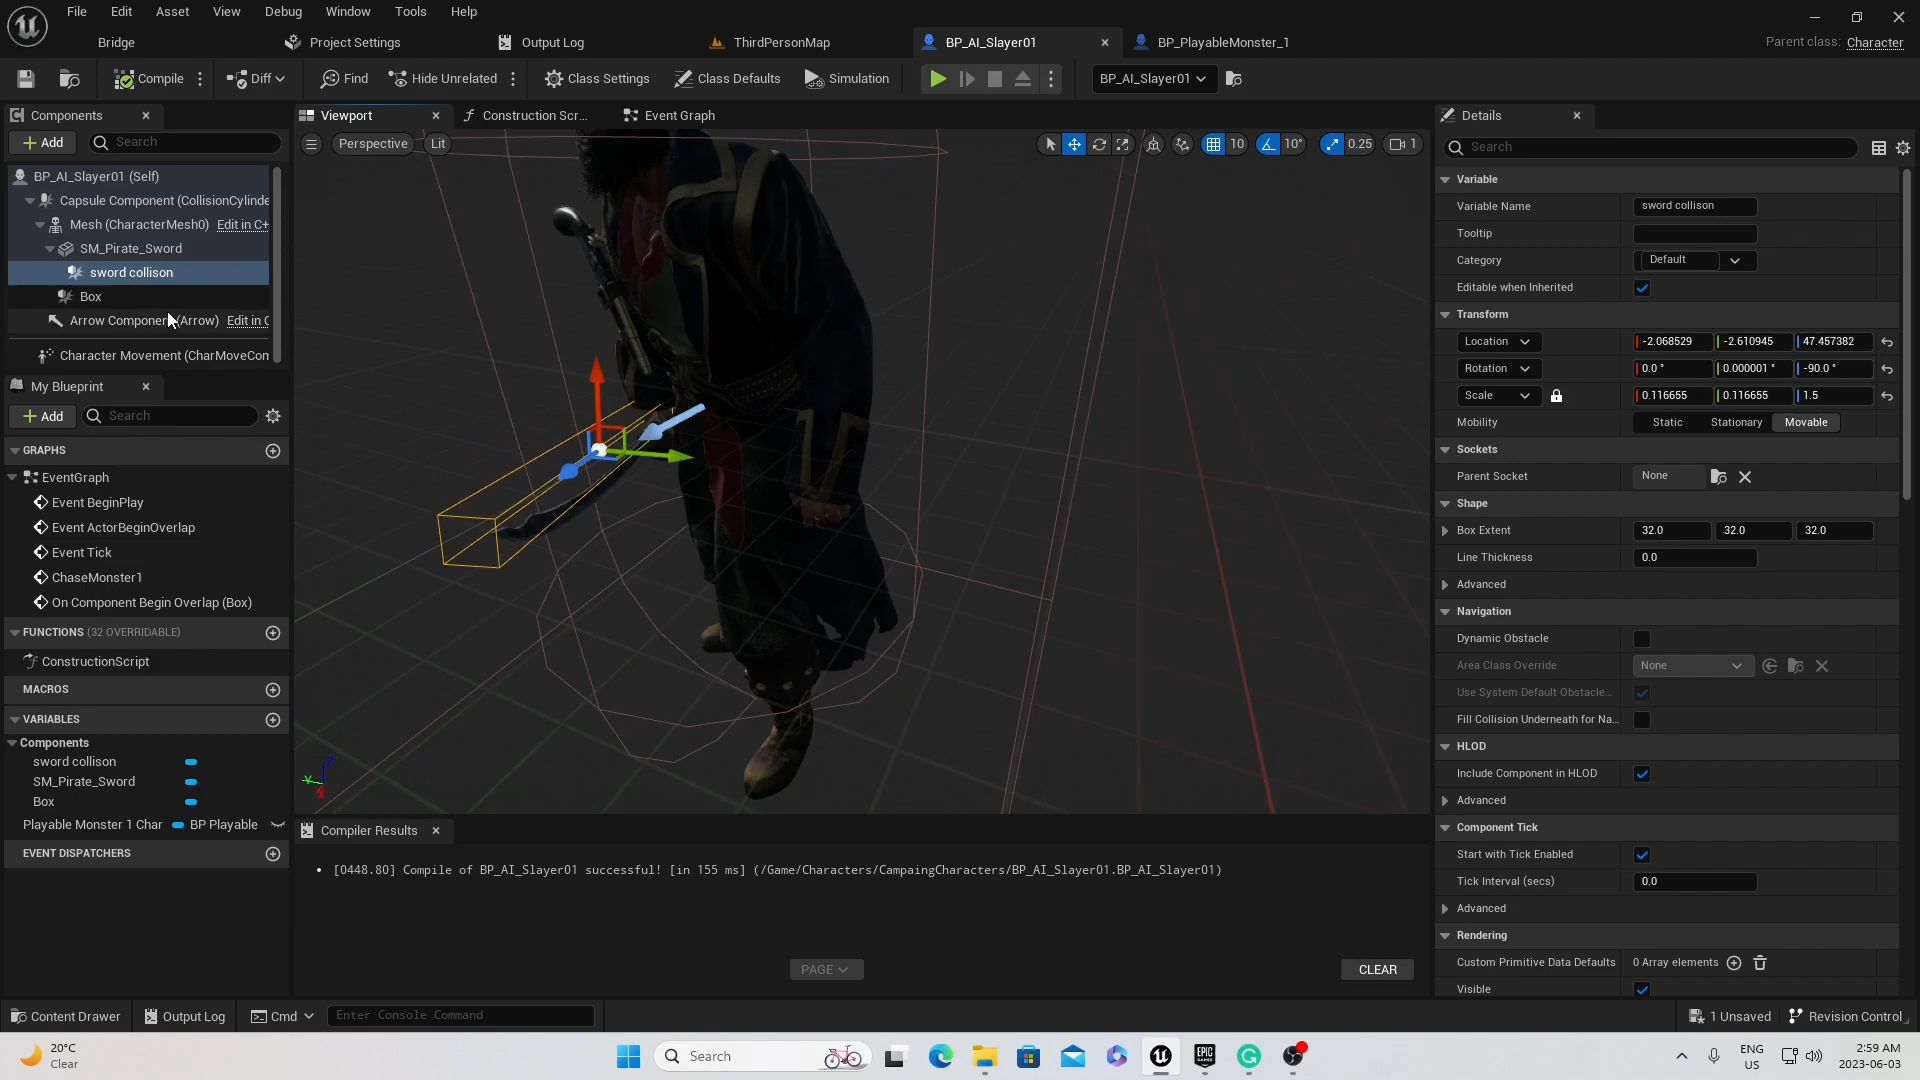 File Edit Asset View Debug Window Tools Help
Bridge Project Settings Output Log ThirdPersonMap BP_AI_Slayer01 BP_PlayableMonster_1 Parent class: Character
Compile Diff Find Hide Unrelated Class Settings Class Defaults Simulation BP_AI_Slayer01
Components
Add Search
BP_AI_Slayer01 (Self)
Capsule Component (CollisionCylinde
Mesh (CharacterMesh0) Edit in C+
SM_Pirate_Sword
sword collison
Box
Arrow Component (Arrow) Edit in C
Character Movement (CharMoveCom
My Blueprint
Add Search
GRAPHS
EventGraph
Event BeginPlay
Event ActorBeginOverlap
Event Tick
ChaseMonster1
On Component Begin Overlap (Box)
FUNCTIONS (32 OVERRIDABLE)
ConstructionScript
MACROS
VARIABLES
Components
sword collison
SM_Pirate_Sword
Box
Playable Monster 1 Char BP Playable
EVENT DISPATCHERS
Viewport Construction Scr... Event Graph
Perspective Lit 10 10° 0.25 1
Z
Y
X
Compiler Results
[0448.80] Compile of BP_AI_Slayer01 successful! [in 155 ms] (/Game/Characters/CampaingCharacters/BP_AI_Slayer01.BP_AI_Slayer01)
PAGE CLEAR
Details
Search
Variable
Variable Name sword collison
Tooltip
Category Default
Editable when Inherited
Transform
Location -2.068529 -2.610945 47.457382
Rotation 0.0 ° 0.000001 ° -90.0 °
Scale 0.116655 0.116655 1.5
Mobility Static Stationary Movable
Sockets
Parent Socket None
Shape
Box Extent 32.0 32.0 32.0
Line Thickness 0.0
Advanced
Navigation
Dynamic Obstacle
Area Class Override None
Use System Default Obstacle...
Fill Collision Underneath for Na...
HLOD
Include Component in HLOD
Advanced
Component Tick
Start with Tick Enabled
Tick Interval (secs) 0.0
Advanced
Rendering
Custom Primitive Data Defaults 0 Array elements
Visible
Content Drawer Output Log Cmd Enter Console Command 1 Unsaved Revision Control
20°C
Clear
Search
EPIC GAMES
ENG
US
2:59 AM
2023-06-03